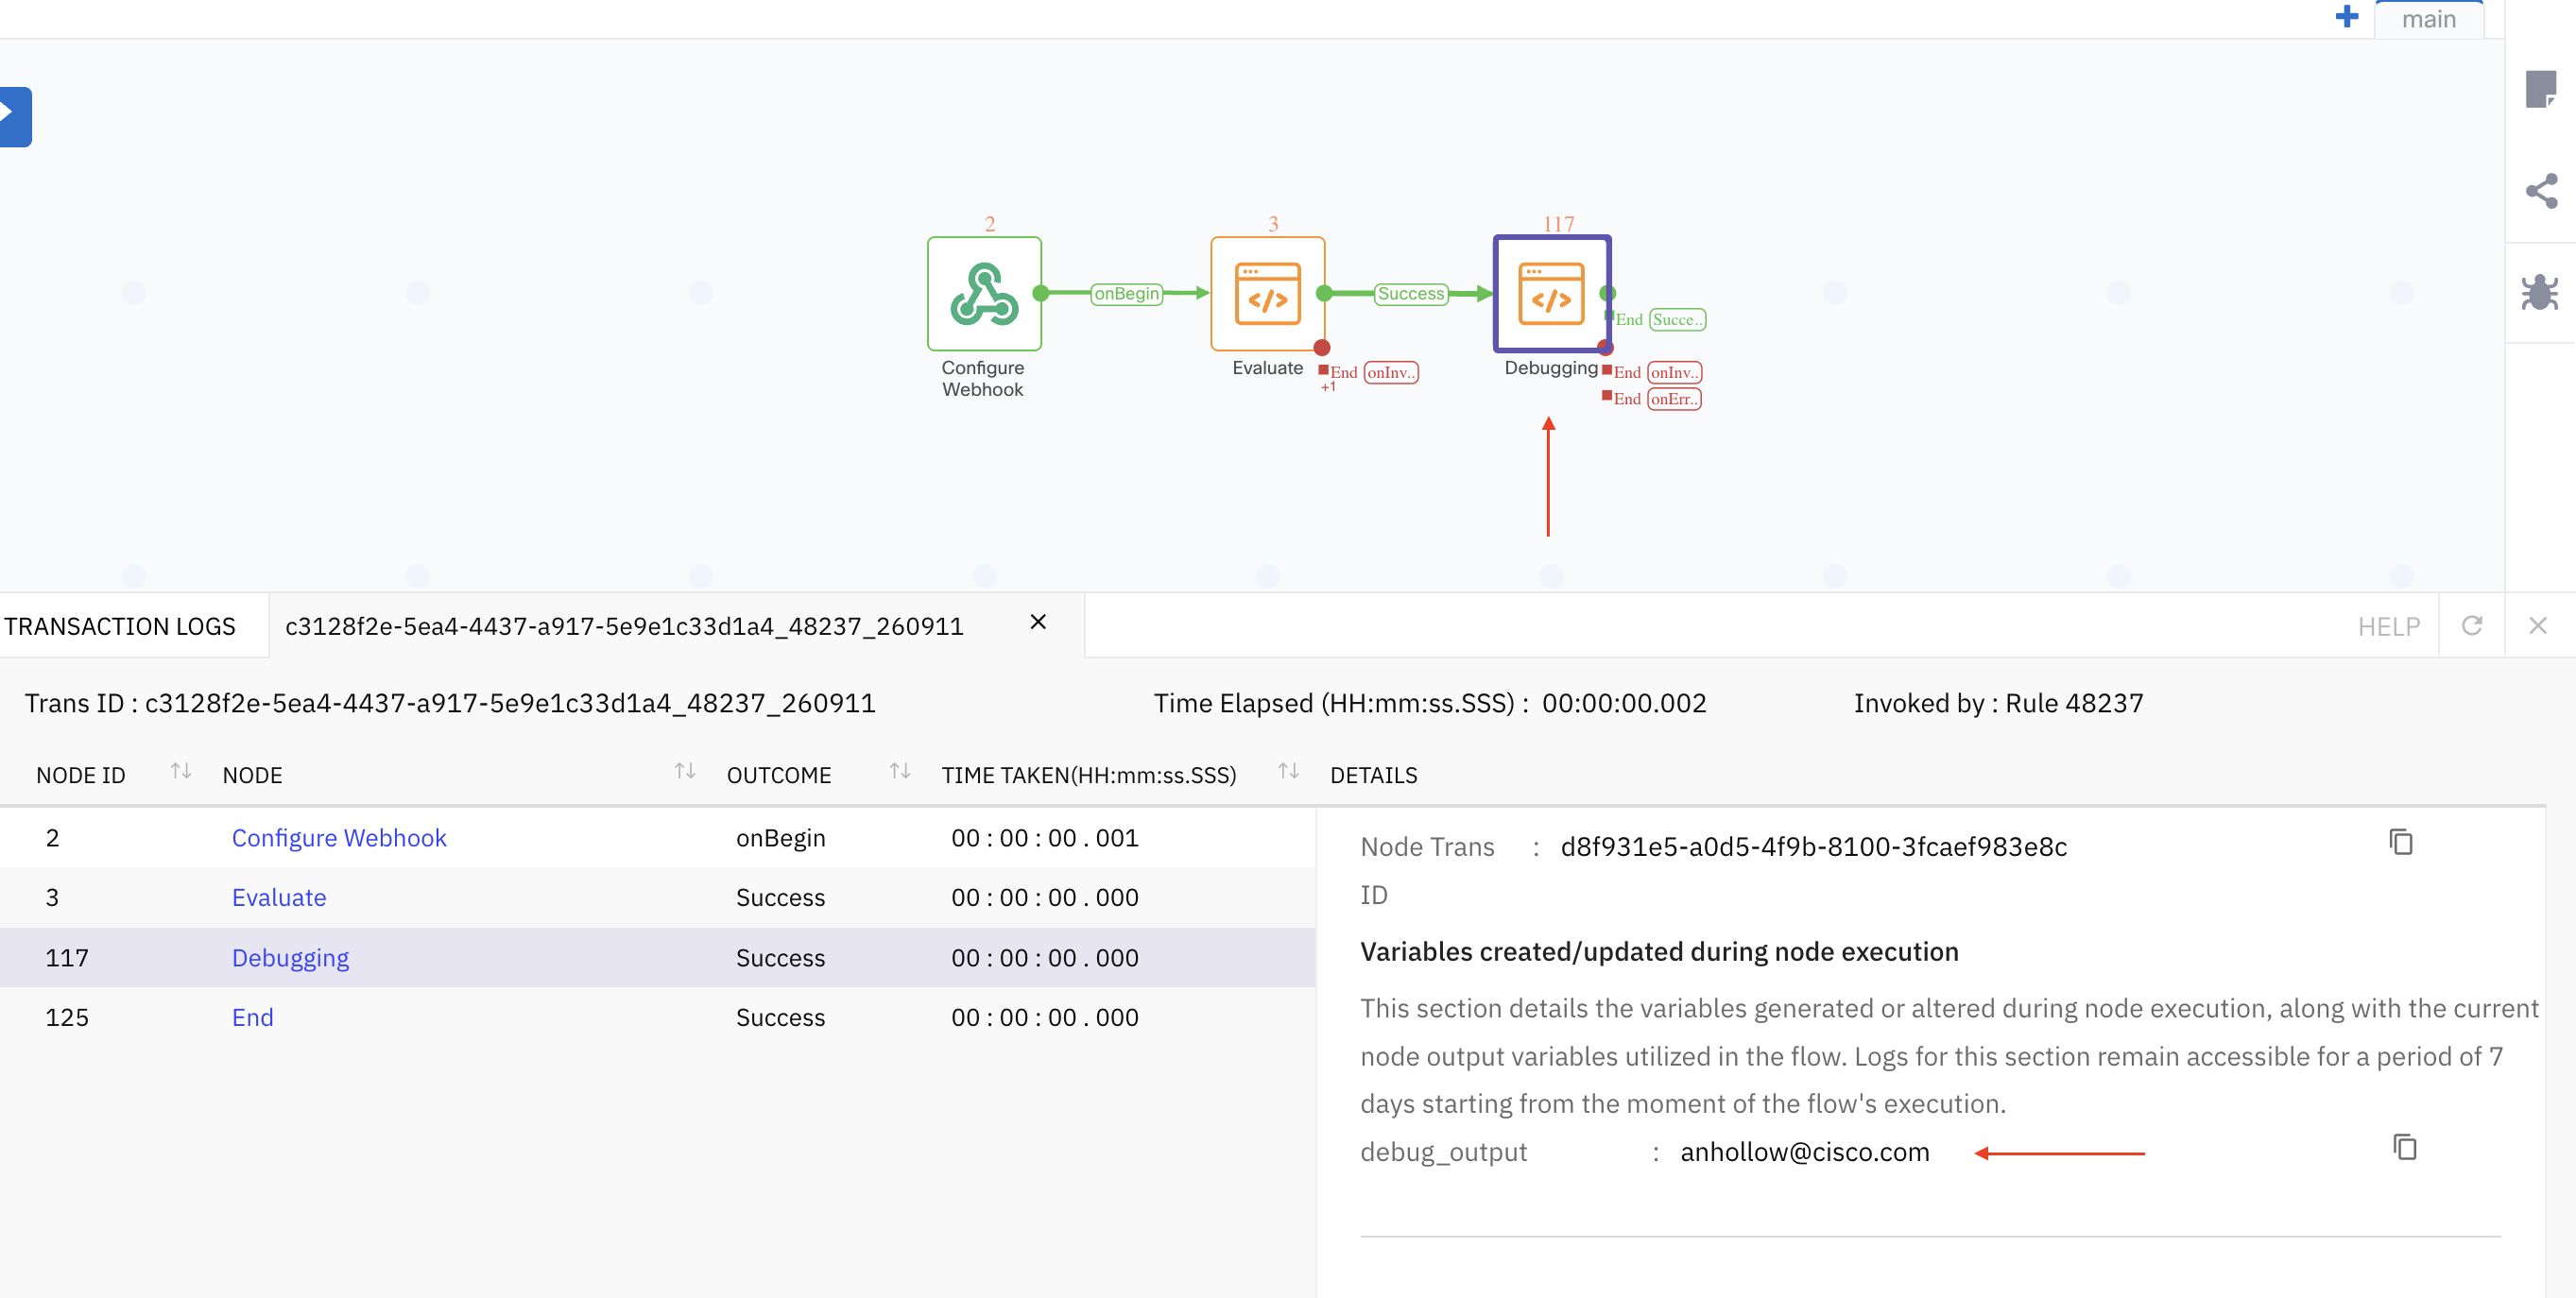 main
2
3
117
onBegin
Success
End Succe..
Configure
Webhook
Evaluate
End onInv..
+1
Debugging
End onInv..
End onErr..
TRANSACTION LOGS
c3128f2e-5ea4-4437-a917-5e9e1c33d1a4_48237_260911
HELP
Trans ID : c3128f2e-5ea4-4437-a917-5e9e1c33d1a4_48237_260911
Time Elapsed (HH:mm:ss.SSS) : 00:00:00.002
Invoked by : Rule 48237
NODE ID
NODE
OUTCOME
TIME TAKEN(HH:mm:ss.SSS)
DETAILS
2 Configure Webhook onBegin 00 : 00 : 00 . 001
3 Evaluate Success 00 : 00 : 00 . 000
117 Debugging Success 00 : 00 : 00 . 000
125 End Success 00 : 00 : 00 . 000
Node Trans : d8f931e5-a0d5-4f9b-8100-3fcaef983e8c
ID
Variables created/updated during node execution
This section details the variables generated or altered during node execution, along with the current
node output variables utilized in the flow. Logs for this section remain accessible for a period of 7
days starting from the moment of the flow's execution.
debug_output : anhollow@cisco.com